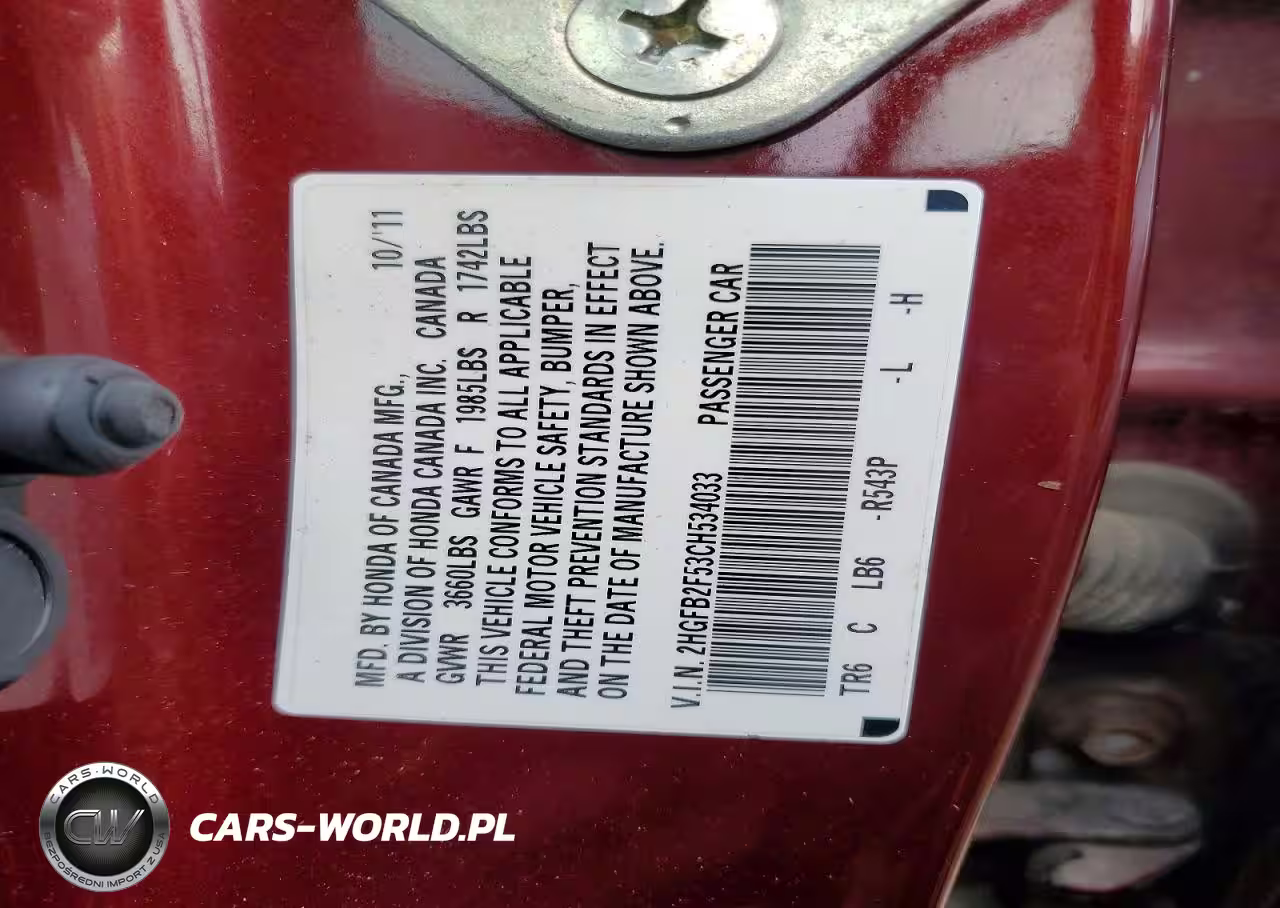 MFD. BY HONDA OF CANADA MFG., 10/'11
A DIVISION OF HONDA CANADA INC. CANADA
GVWR 3660LBS GAWR F 1985LBS R 1742LBS
THIS VEHICLE CONFORMS TO ALL APPLICABLE
FEDERAL MOTOR VEHICLE SAFETY, BUMPER,
AND THEFT PREVENTION STANDARDS IN EFFECT
ON THE DATE OF MANUFACTURE SHOWN ABOVE.
V.I.N. 2HGFB2F53CH534033 PASSENGER CAR
TR6 C LB6 -R543P -L -H
CARS-WORLD
CW
BEZPOŚREDNI IMPORT Z USA
CARS-WORLD.PL